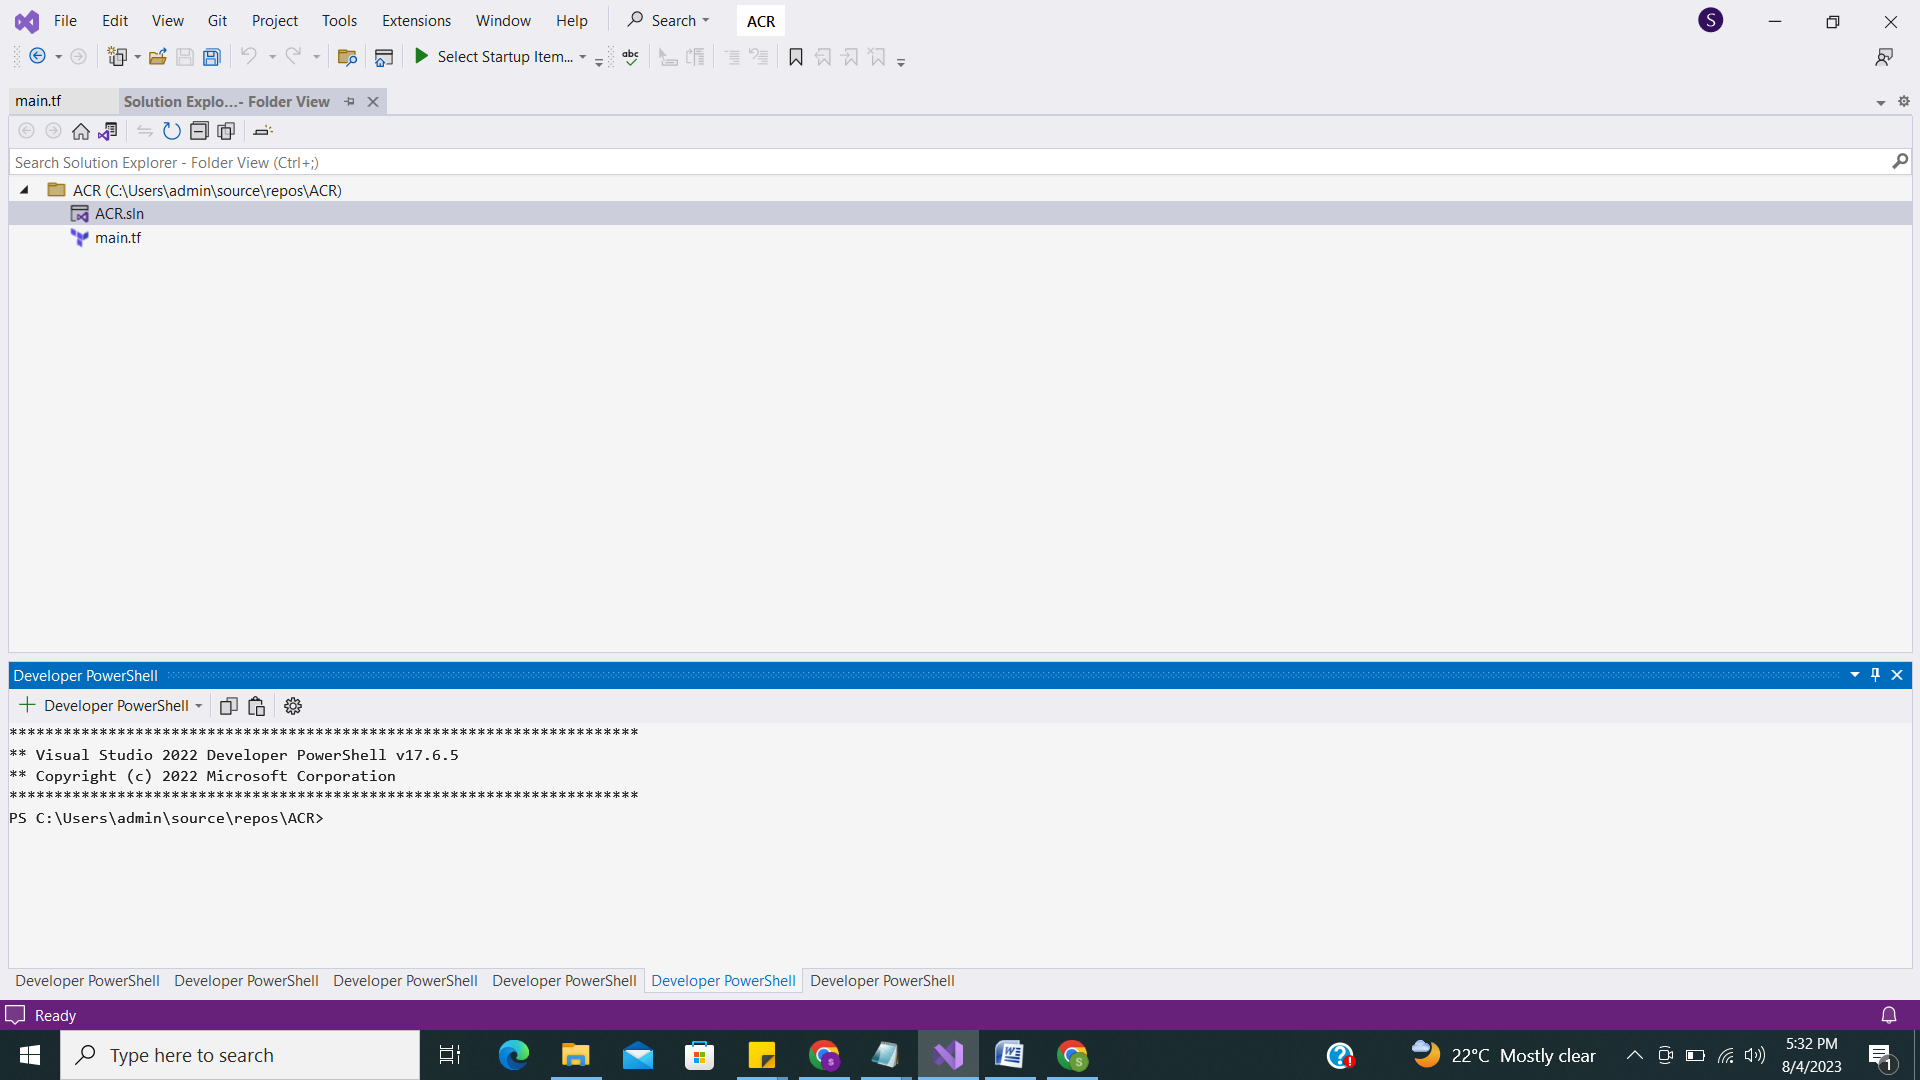 File Edit View Git Project Tools Extensions Window Help Search ACR S
Select Startup Item... abc
main.tf Solution Explo...- Folder View
Search Solution Explorer - Folder View (Ctrl+;)
ACR (C:\Users\admin\source\repos\ACR)
ACR.sln
main.tf
Developer PowerShell
Developer PowerShell
**********************************************************************
** Visual Studio 2022 Developer PowerShell v17.6.5
** Copyright (c) 2022 Microsoft Corporation
**********************************************************************
PS C:\Users\admin\source\repos\ACR>
Developer PowerShell Developer PowerShell Developer PowerShell Developer PowerShell Developer PowerShell Developer PowerShell
Ready
Type here to search S W S 22°C Mostly clear 5:32 PM
8/4/2023 1